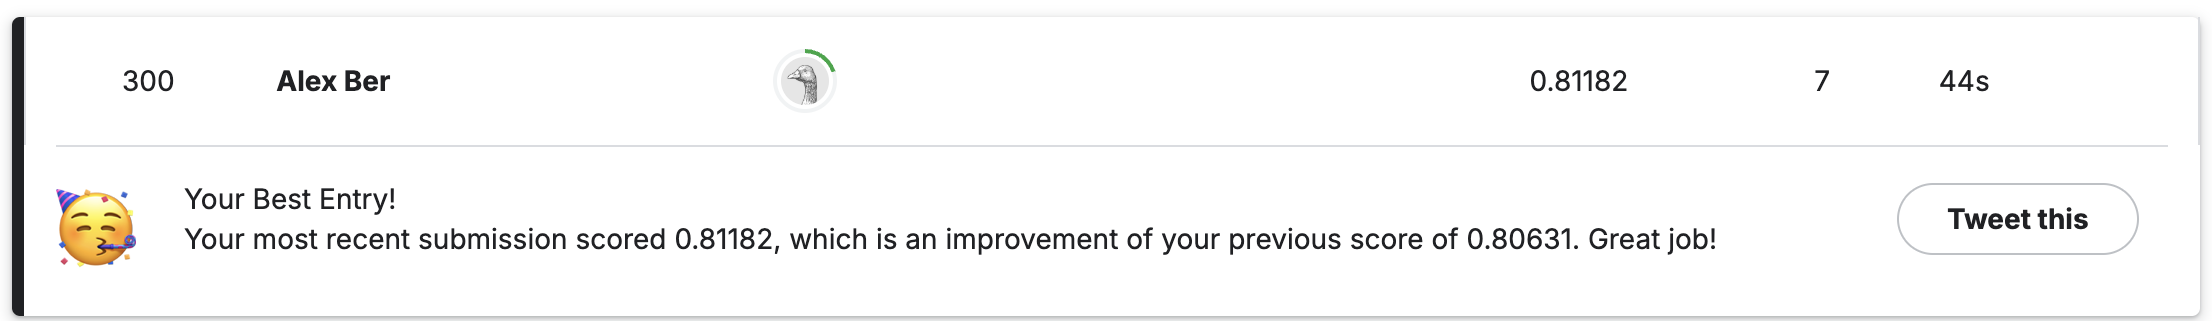 300 Alex Ber 0.81182 7 44s
Your Best Entry!
Your most recent submission scored 0.81182, which is an improvement of your previous score of 0.80631. Great job!
Tweet this